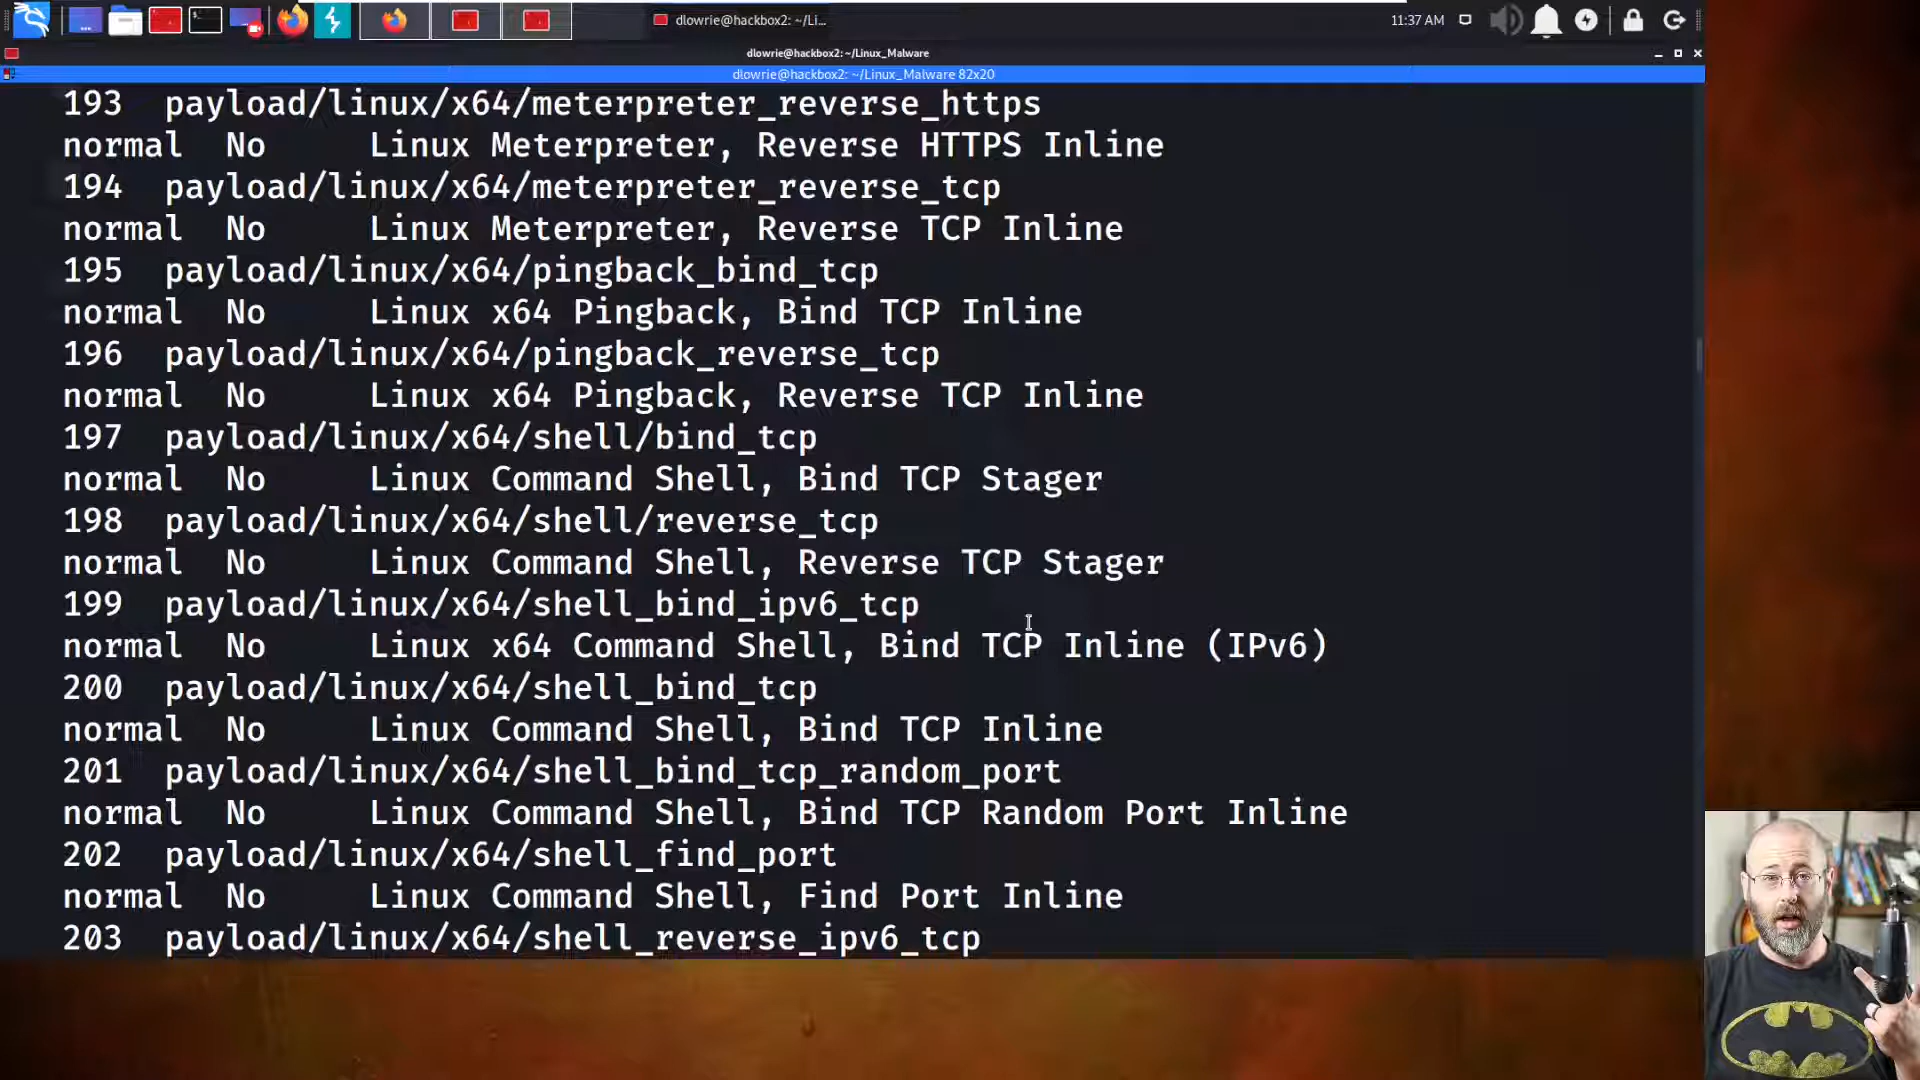 dlowrie@hackbox2: ~/Li...
11:37 AM
dlowrie@hackbox2: ~/Linux_Malware
dlowrie@hackbox2: ~/Linux_Malware 82x20
193 payload/linux/x64/meterpreter_reverse_https
normal No Linux Meterpreter, Reverse HTTPS Inline
194 payload/linux/x64/meterpreter_reverse_tcp
normal No Linux Meterpreter, Reverse TCP Inline
195 payload/linux/x64/pingback_bind_tcp
normal No Linux x64 Pingback, Bind TCP Inline
196 payload/linux/x64/pingback_reverse_tcp
normal No Linux x64 Pingback, Reverse TCP Inline
197 payload/linux/x64/shell/bind_tcp
normal No Linux Command Shell, Bind TCP Stager
198 payload/linux/x64/shell/reverse_tcp
normal No Linux Command Shell, Reverse TCP Stager
199 payload/linux/x64/shell_bind_ipv6_tcp
normal No Linux x64 Command Shell, Bind TCP Inline (IPv6)
200 payload/linux/x64/shell_bind_tcp
normal No Linux Command Shell, Bind TCP Inline
201 payload/linux/x64/shell_bind_tcp_random_port
normal No Linux Command Shell, Bind TCP Random Port Inline
202 payload/linux/x64/shell_find_port
normal No Linux Command Shell, Find Port Inline
203 payload/linux/x64/shell_reverse_ipv6_tcp